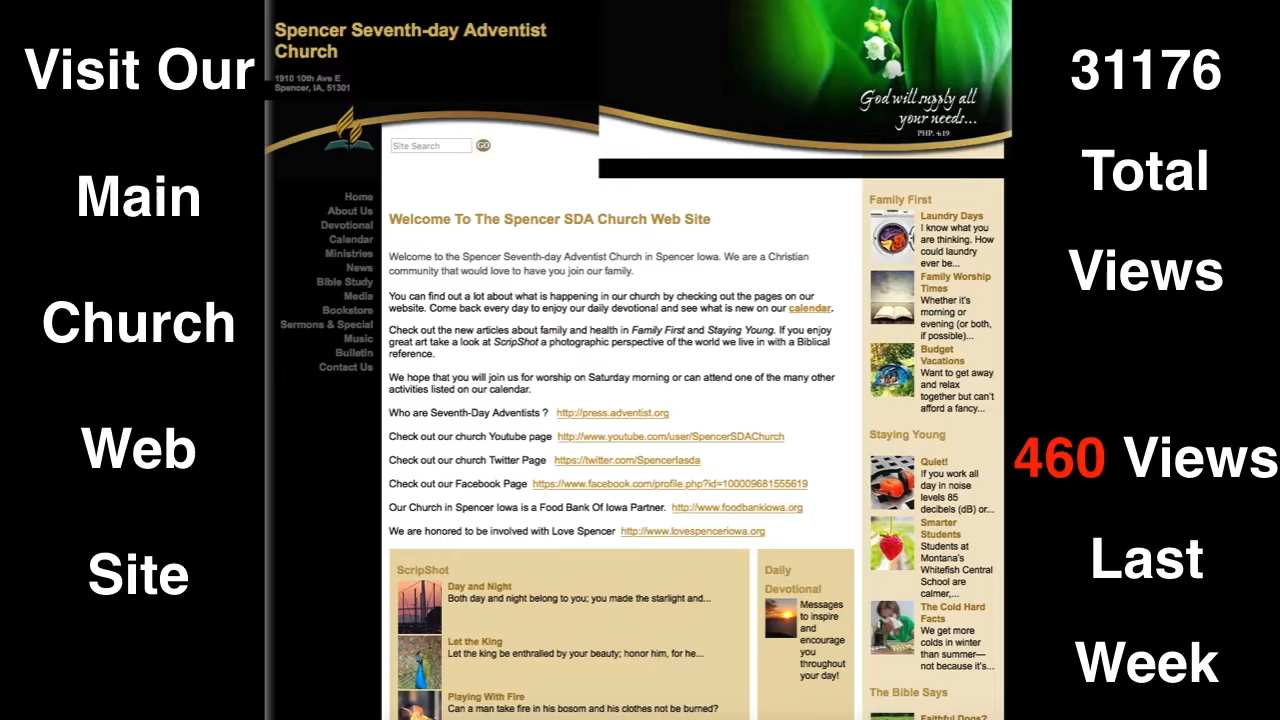 Visit Our
Main
Church
Web
Site
Spencer Seventh-day Adventist
Church
1910 10th Ave E
Spencer, IA, 51301
God will supply all
your needs...
PHP. 4:19
Site Search
GO
Home
About Us
Devotional
Calendar
Ministries
News
Bible Study
Media
Bookstore
Sermons & Special
Music
Bulletin
Contact Us
Welcome To The Spencer SDA Church Web Site
Welcome to the Spencer Seventh-day Adventist Church in Spencer Iowa. We are a Christian
community that would love to have you join our family.
You can find out a lot about what is happening in our church by checking out the pages on our
website. Come back every day to enjoy our daily devotional and see what is new on our calendar.
Check out the new articles about family and health in Family First and Staying Young. If you enjoy
great art take a look at ScripShot a photographic perspective of the world we live in with a Biblical
reference.
We hope that you will join us for worship on Saturday morning or can attend one of the many other
activities listed on our calendar.
Who are Seventh-Day Adventists ? http://press.adventist.org
Check out our church Youtube page http://www.youtube.com/user/SpencerSDAChurch
Check out our church Twitter Page https://twitter.com/SpencerIasda
Check out our Facebook Page https://www.facebook.com/profile.php?id=100009681555619
Our Church in Spencer Iowa is a Food Bank Of Iowa Partner. http://www.foodbankiowa.org
We are honored to be involved with Love Spencer http://www.lovespenceriowa.org
ScripShot
Day and Night
Both day and night belong to you; you made the starlight and...
Let the King
Let the king be enthralled by your beauty; honor him, for he...
Playing With Fire
Can a man take fire in his bosom and his clothes not be burned?
Daily
Devotional
Messages
to inspire
and
encourage
you
throughout
your day!
Family First
Laundry Days
I know what you
are thinking. How
could laundry
ever be...
Family Worship
Times
Whether it's
morning or
evening (or both,
if possible)...
Budget
Vacations
Want to get away
and relax
together but can't
afford a fancy...
Staying Young
Quiet!
If you work all
day in noise
levels 85
decibels (dB) or...
Smarter
Students
Students at
Montana's
Whitefish Central
School are
calmer,...
The Cold Hard
Facts
We get more
colds in winter
than summer—
not because it's...
The Bible Says
Faithful Dogs?
31176
Total
Views
460 Views
Last
Week